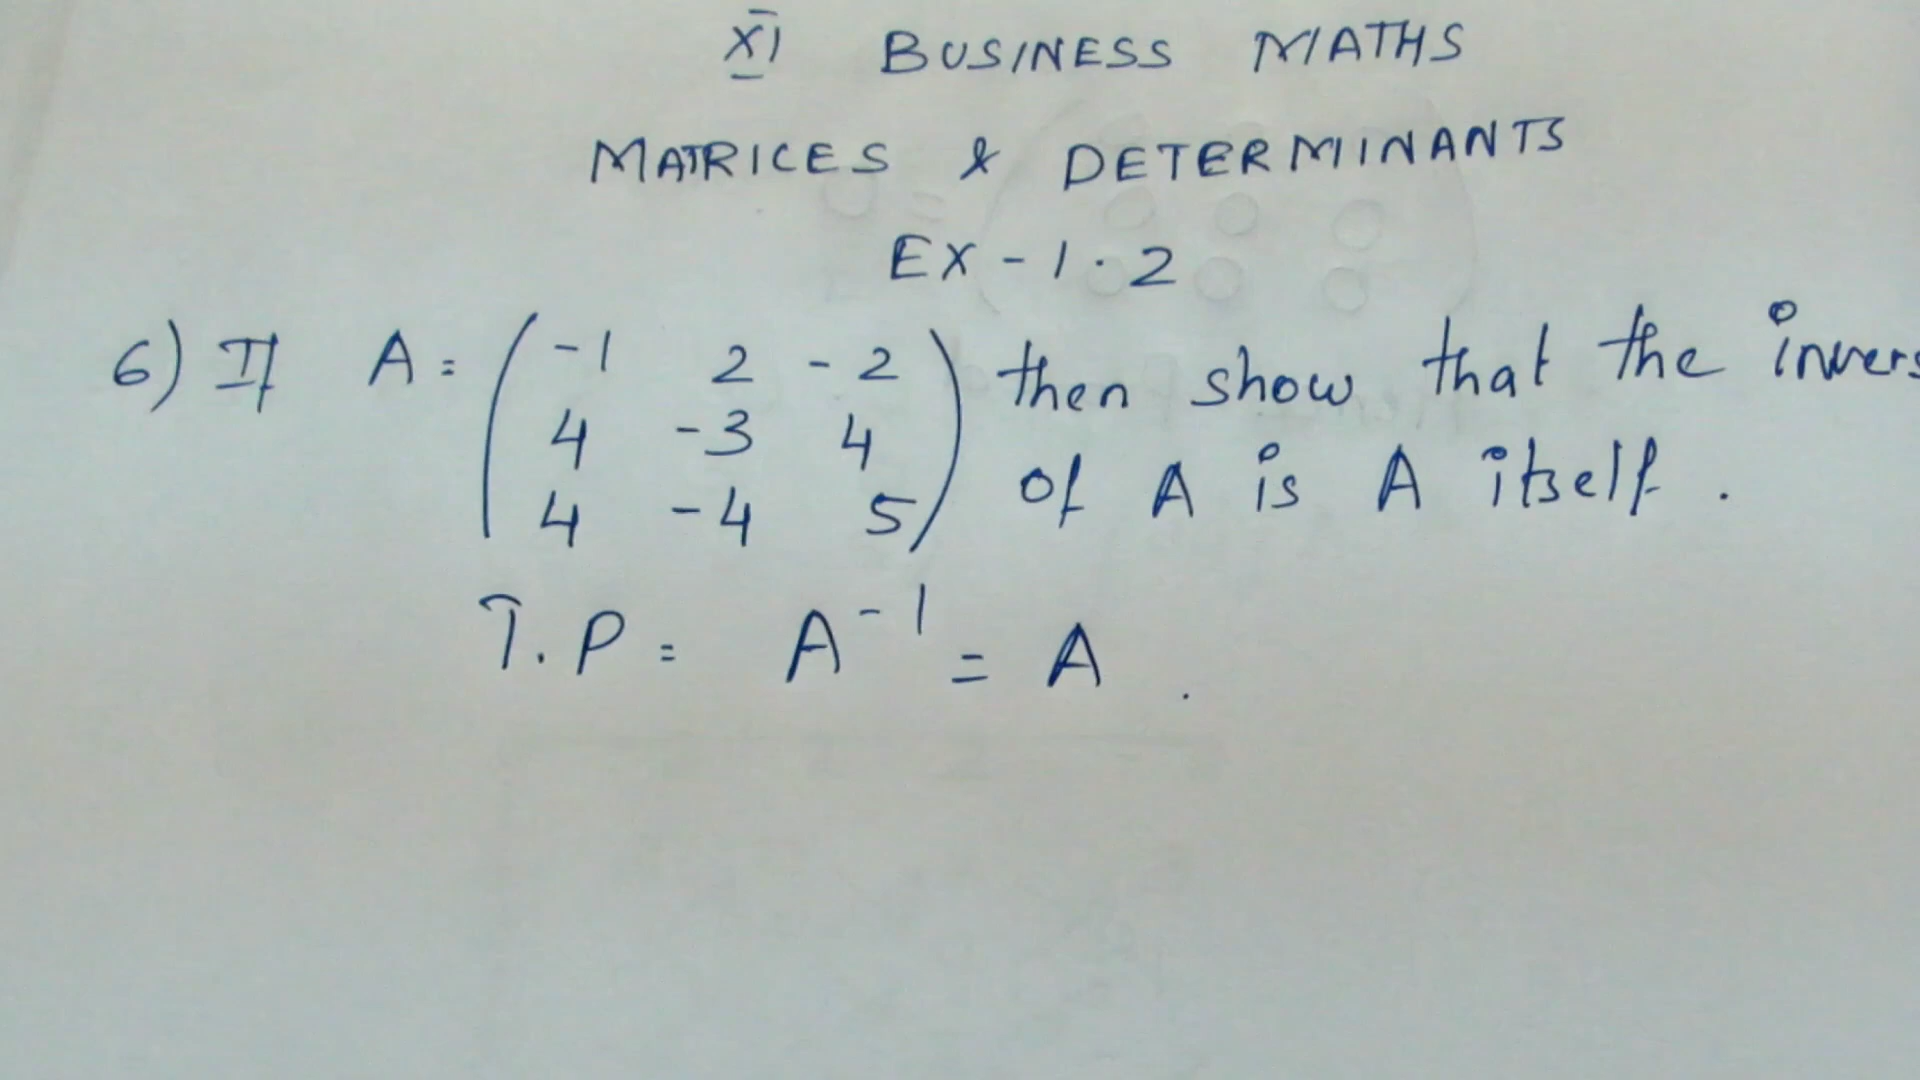 XI BUSINESS MATHS
MATRICES & DETERMINANTS
EX - 1.2
6) If A = ( -1 2 -2 ) then show that the invers
4 -3 4 of A is A itself.
4 -4 5
T.P = A⁻¹ = A.